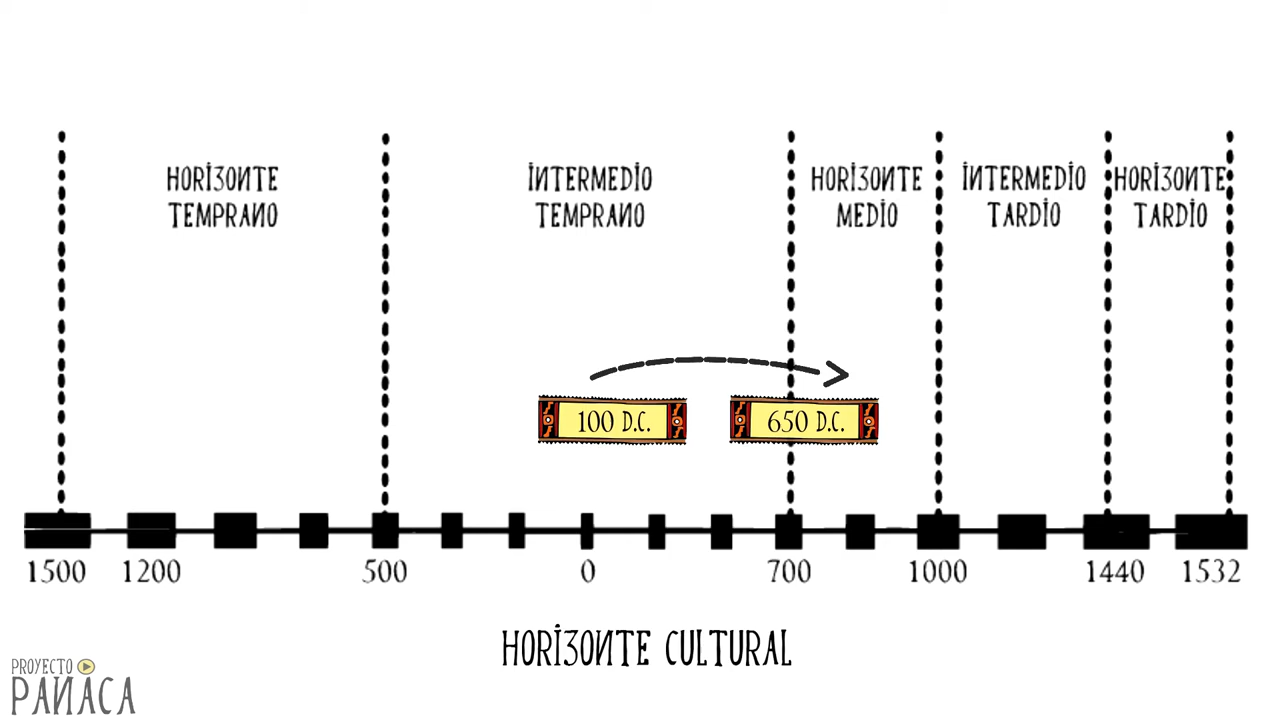 HORIZONTE
TEMPRANO
INTERMEDIO
TEMPRANO
HORIZONTE
MEDIO
INTERMEDIO
TARDIO
HORIZONTE
TARDIO
100 D.C.
650 D.C.
1500
1200
500
0
700
1000
1440
1532
HORIZONTE CULTURAL
PROYECTO
PANACA